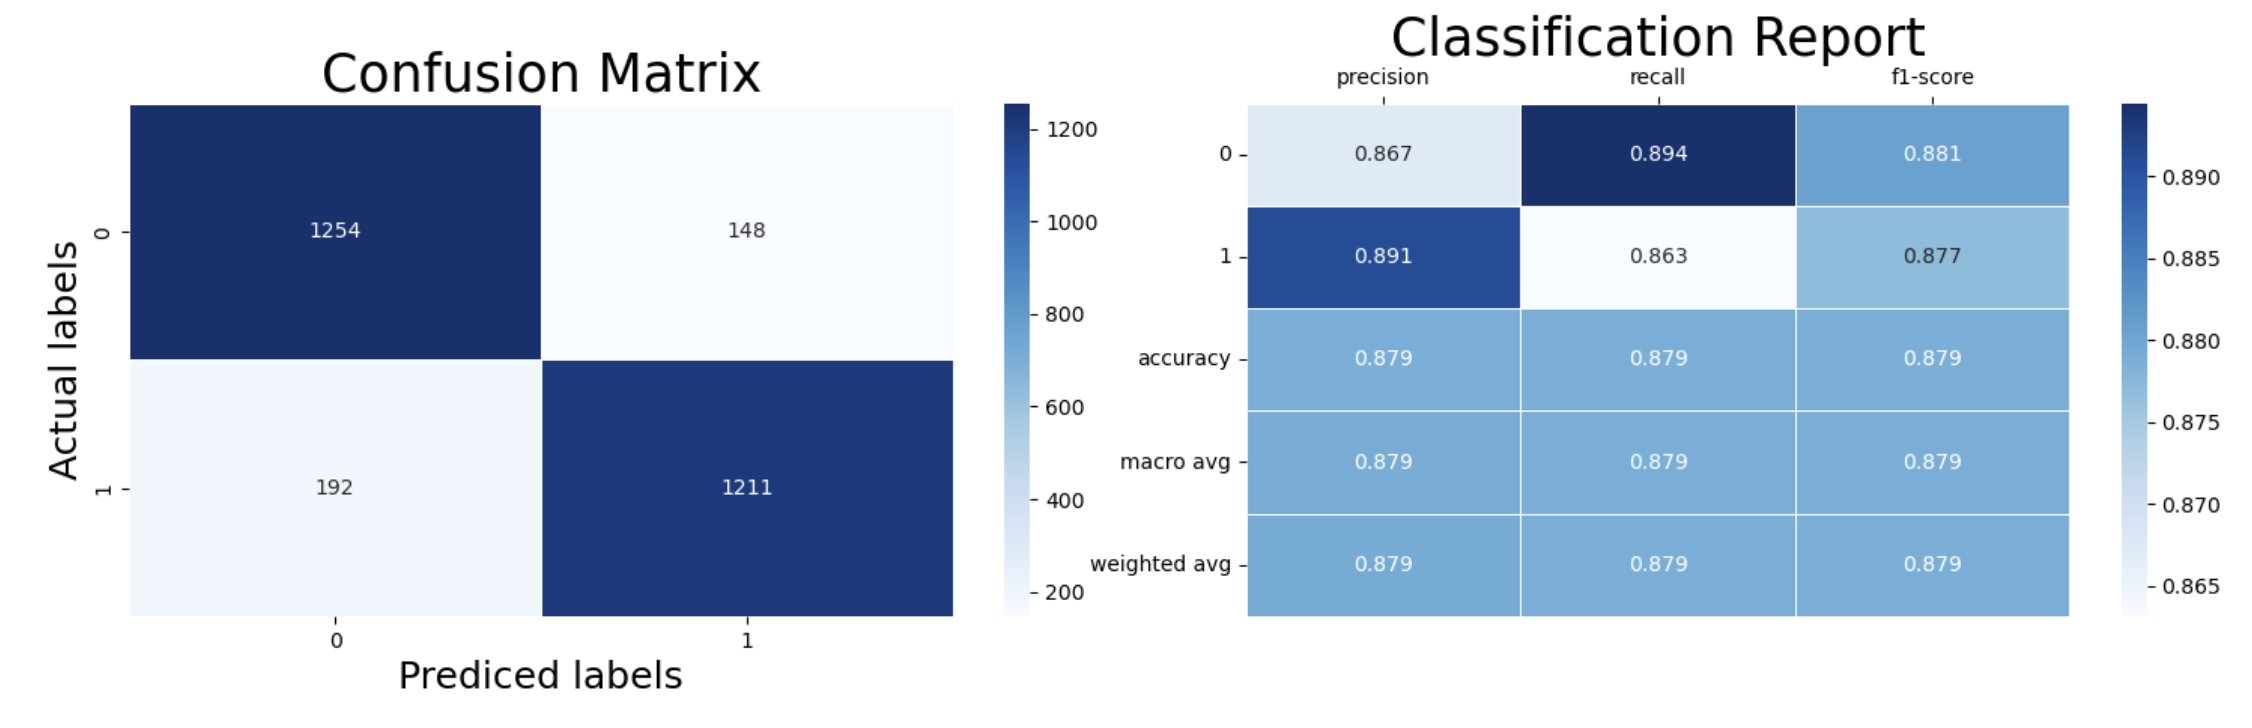 Confusion Matrix
Actual labels
0
1
1254
148
192
1211
0
1
Prediced labels
1200
1000
800
600
400
200
Classification Report
precision recall f1-score
0 0.867 0.894 0.881
1 0.891 0.863 0.877
accuracy 0.879 0.879 0.879
macro avg 0.879 0.879 0.879
weighted avg 0.879 0.879 0.879
0.890
0.885
0.880
0.875
0.870
0.865